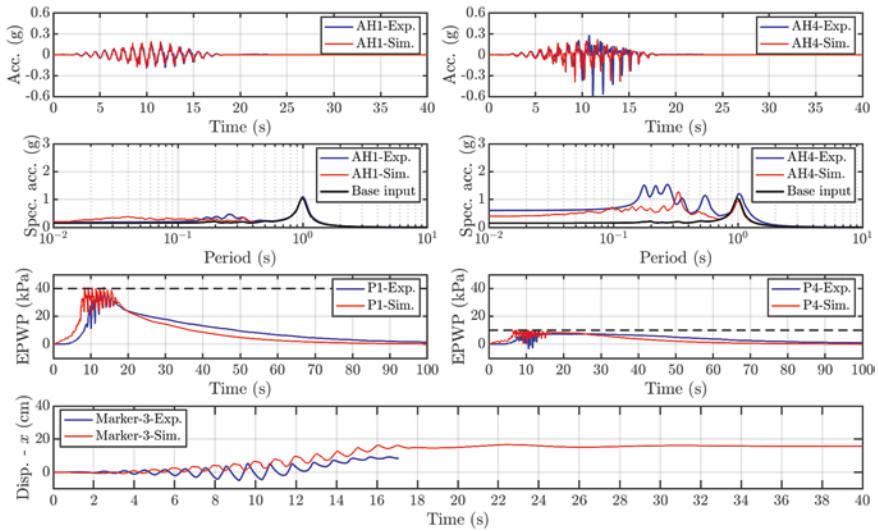 Acc. (g)
0.6
0.3
0
-0.3
-0.6
AH1-Exp.
AH1-Sim.
0 5 10 15 20 25 30 35 40
Time (s)
Acc. (g)
0.6
0.3
0
-0.3
-0.6
AH4-Exp.
AH4-Sim.
0 5 10 15 20 25 30 35 40
Time (s)
Spec. acc. (g)
3
2
1
0
AH1-Exp.
AH1-Sim.
Base input
10-2 10-1 100 101
Period (s)
Spec. acc. (g)
3
2
1
0
AH4-Exp.
AH4-Sim.
Base input
10-2 10-1 100 101
Period (s)
EPWP (kPa)
40
20
0
P1-Exp.
P1-Sim.
0 10 20 30 40 50 60 70 80 90 100
Time (s)
EPWP (kPa)
40
20
0
P4-Exp.
P4-Sim.
0 10 20 30 40 50 60 70 80 90 100
Time (s)
Disp. - x (cm)
40
20
0
-20
Marker-3-Exp.
Marker-3-Sim.
0 2 4 6 8 10 12 14 16 18 20 22 24 26 28 30 32 34 36 38 40
Time (s)